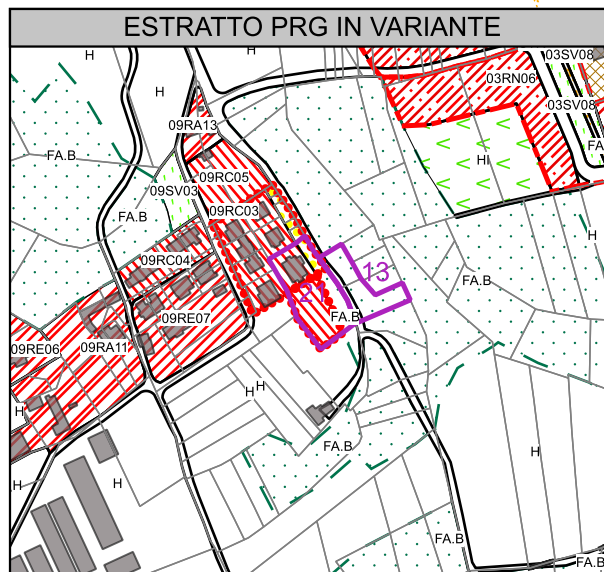 ESTRATTO PRG IN VARIANTE
H
03SV08
H
03RN06
03SV08
09RA13
FA
FA.B
HI
09RC05
09SV03
09RC03
FA.B
H
09RC04
13
FA.B
21
FA.B
09RE07
09RE06
09RA11
H
H
H
FA.B
H
H
H
FA.B
FA.B